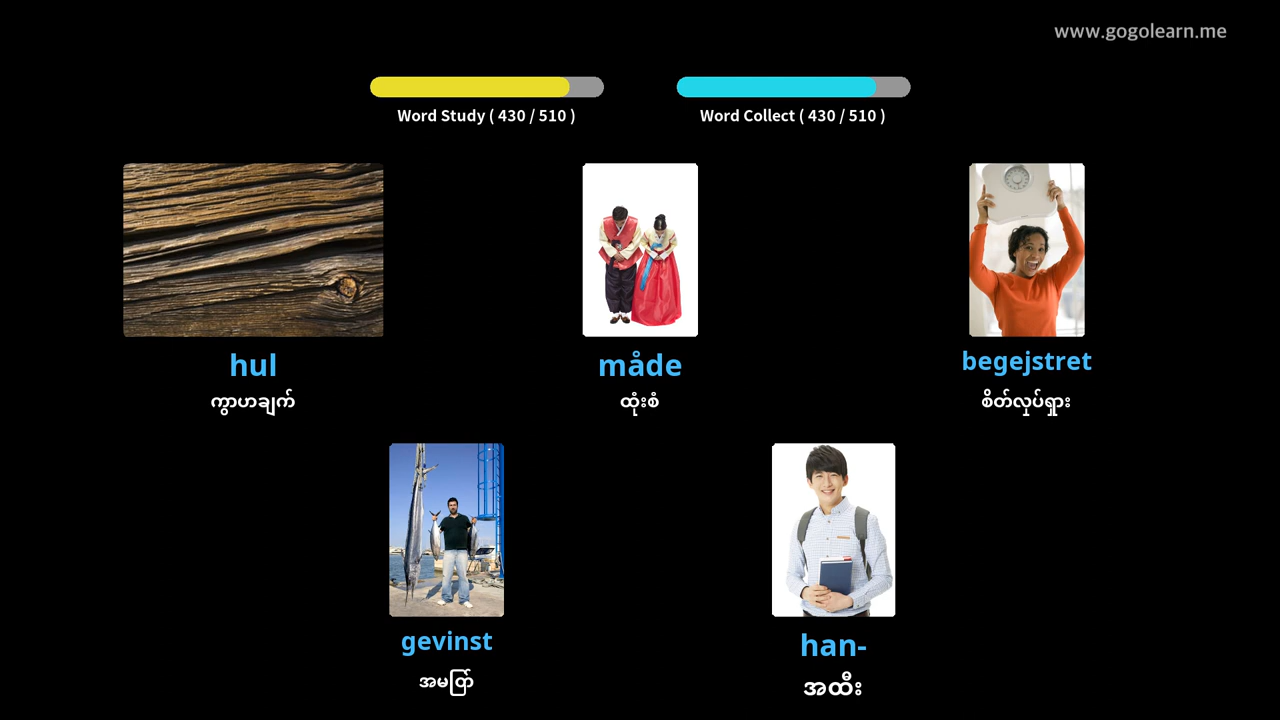 www.gogolearn.me
Word Study ( 430 / 510 )
Word Collect ( 430 / 510 )
hul
måde
begejstret
ကွာဟချက်
ထုံးစံ
စိတ်လှုပ်ရှား
gevinst
han-
အမြတ်
အထီး